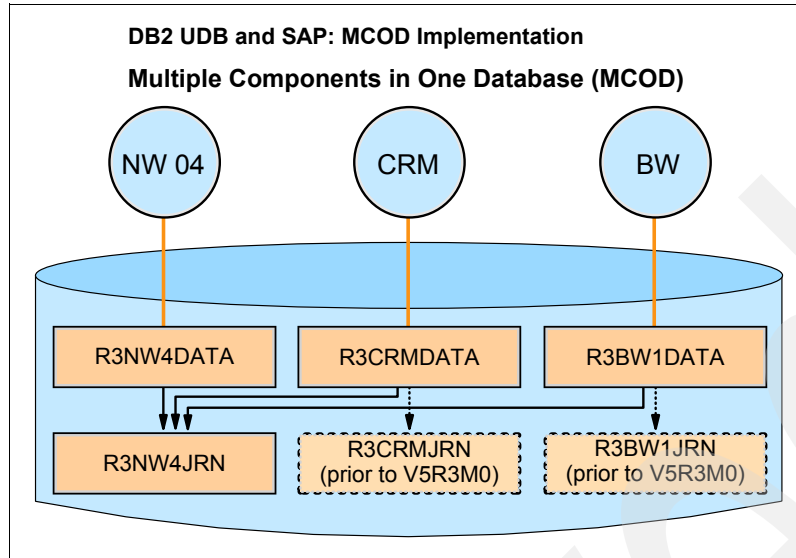 DB2 UDB and SAP: MCOD Implementation
Multiple Components in One Database (MCOD)
NW 04
CRM
BW
R3NW4DATA
R3CRMDATA
R3BW1DATA
R3NW4JRN
R3CRMJRN
(prior to V5R3M0)
R3BW1JRN
(prior to V5R3M0)